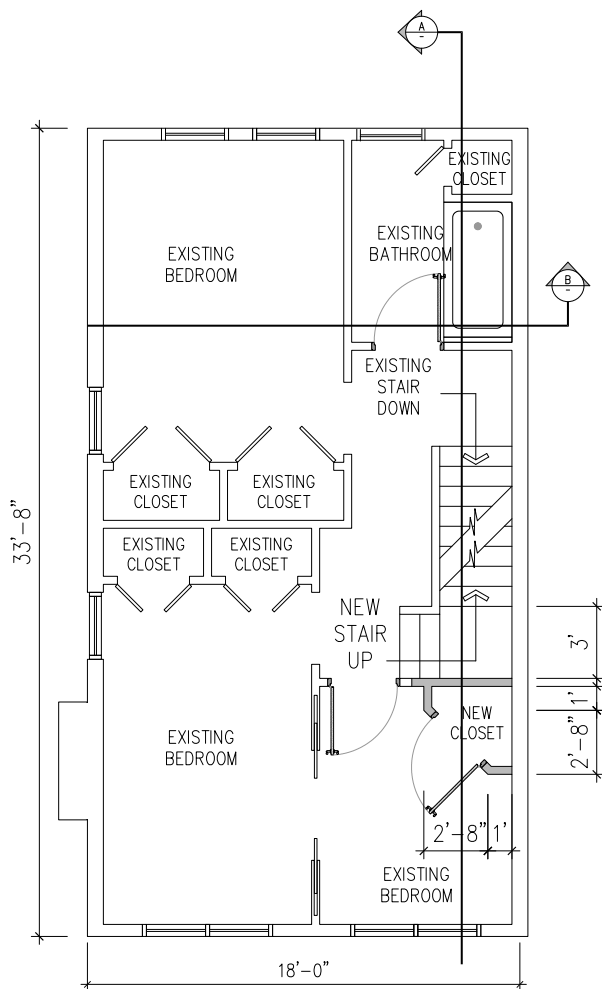 A
-
EXISTING
CLOSET
EXISTING
BEDROOM
EXISTING
BATHROOM
B
-
EXISTING
STAIR
DOWN
EXISTING
CLOSET
EXISTING
CLOSET
33'-8"
EXISTING
CLOSET
EXISTING
CLOSET
NEW
STAIR
UP
3'
1'
2'-8"
NEW
CLOSET
EXISTING
BEDROOM
2'-8"
1'
EXISTING
BEDROOM
18'-0"